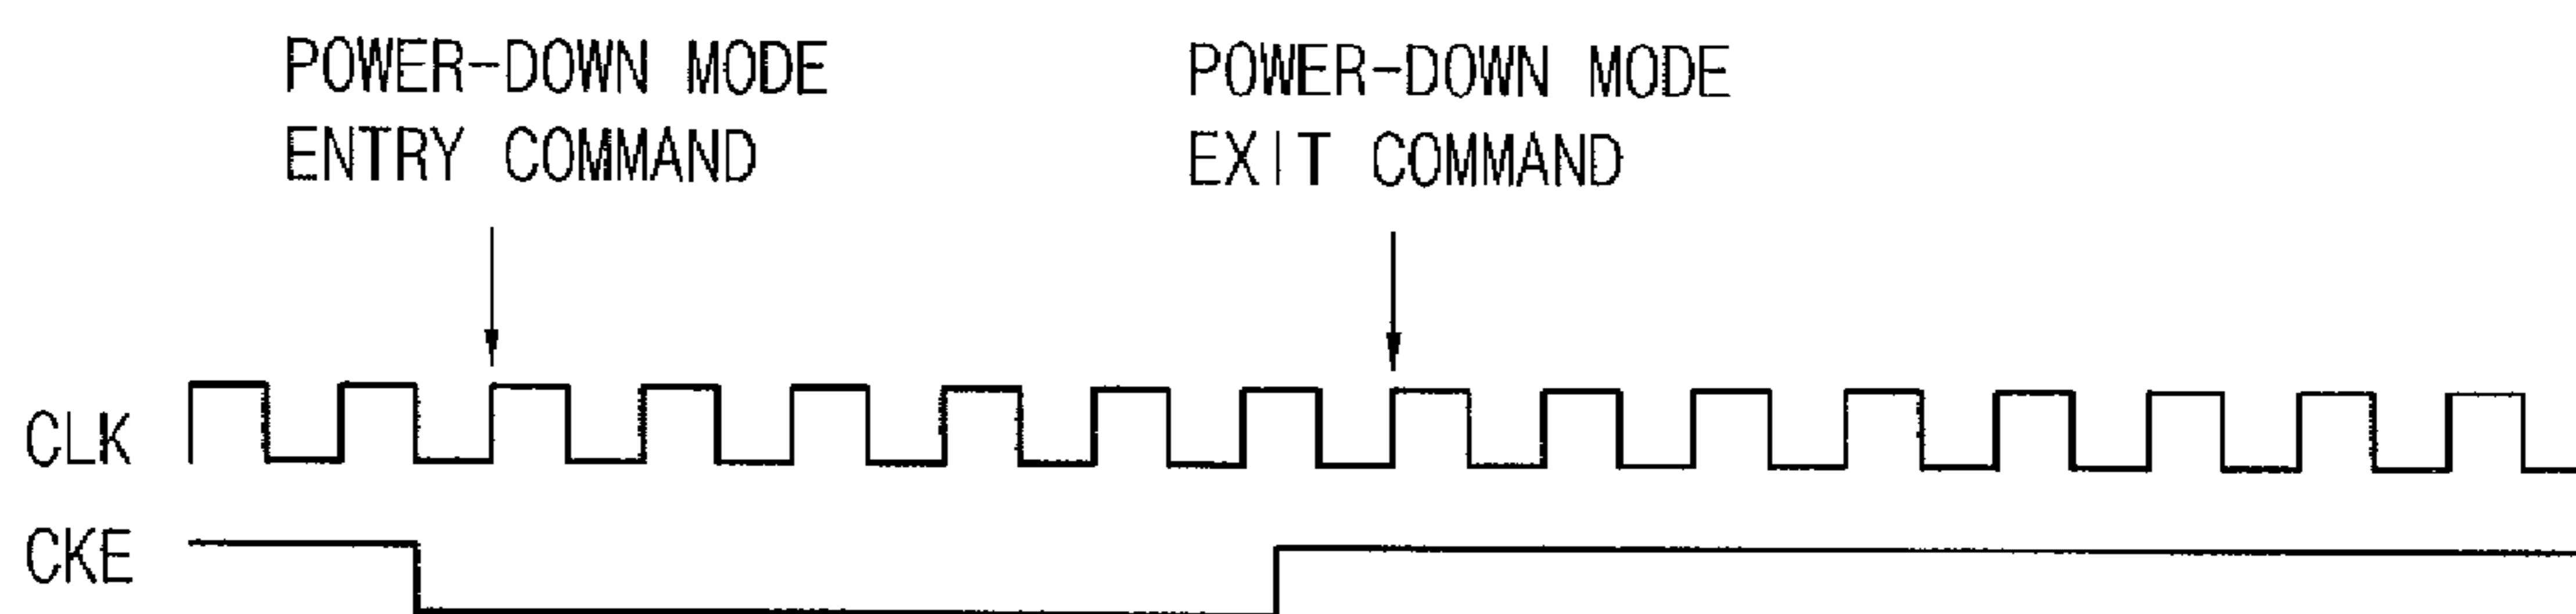 POWER-DOWN MODE
ENTRY COMMAND
POWER-DOWN MODE
EXIT COMMAND
CLK
CKE